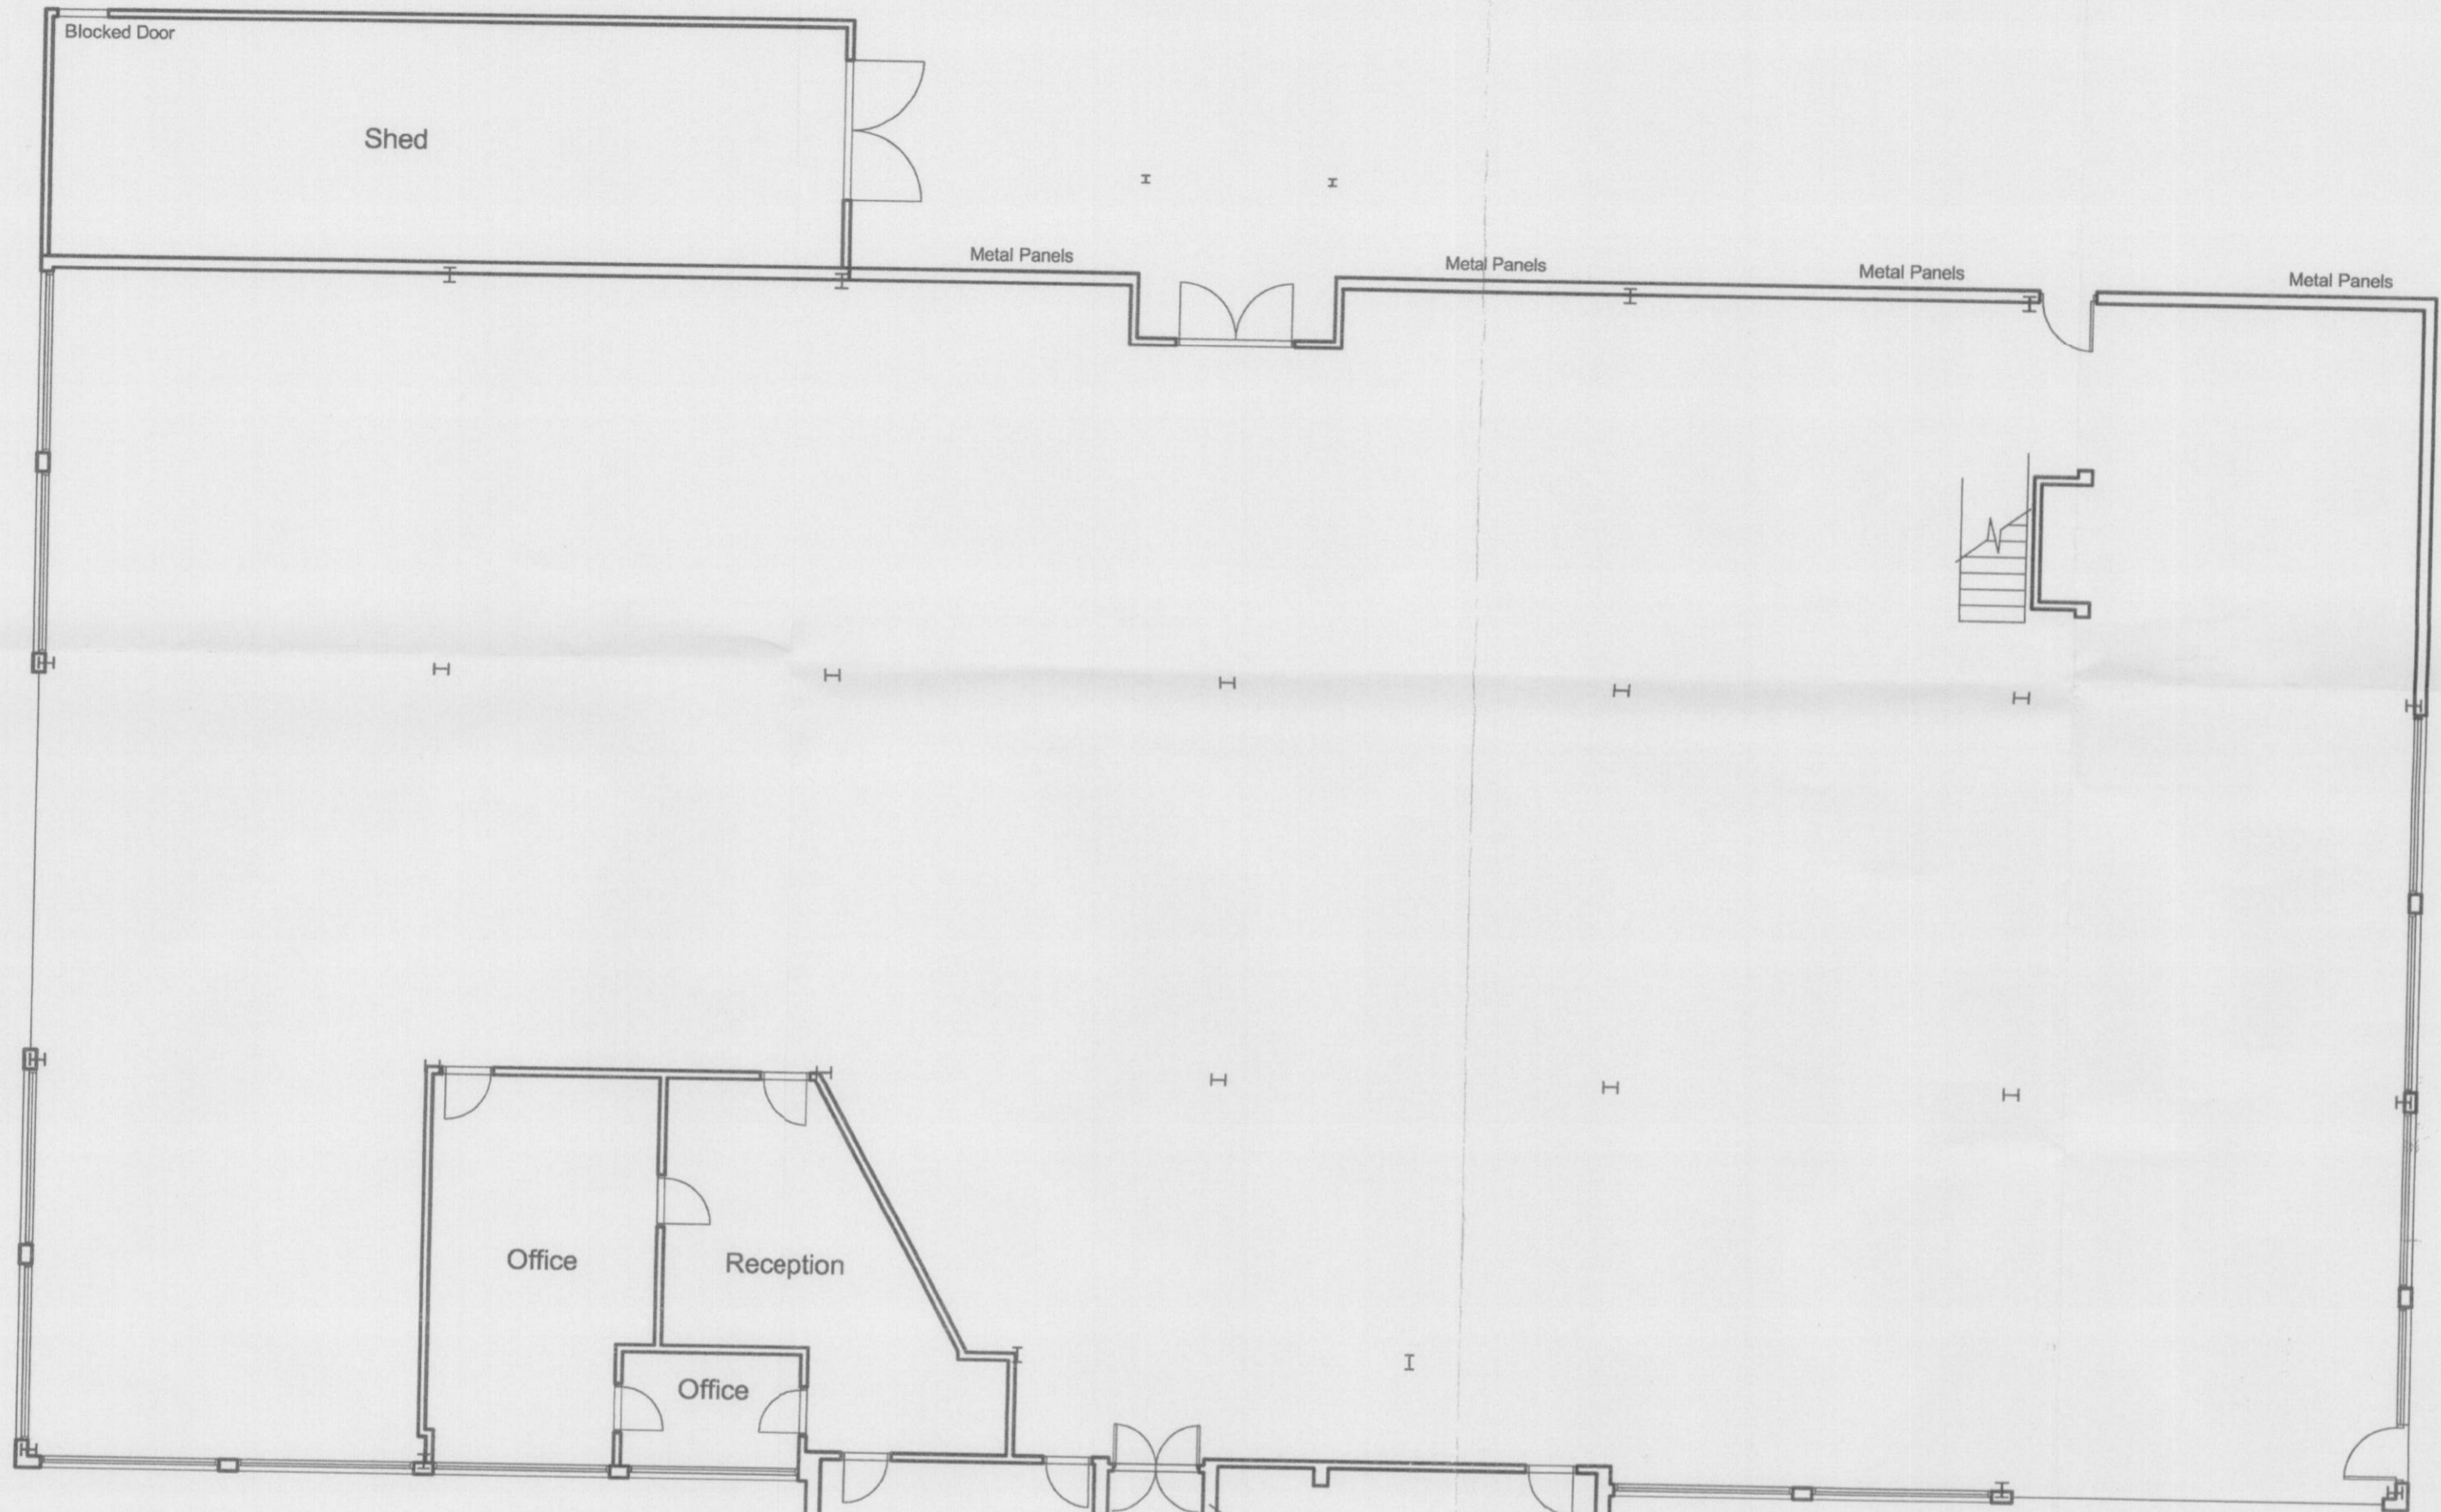 Blocked Door
Shed
Metal Panels
Metal Panels
Metal Panels
Metal Panels
Office
Reception
Office